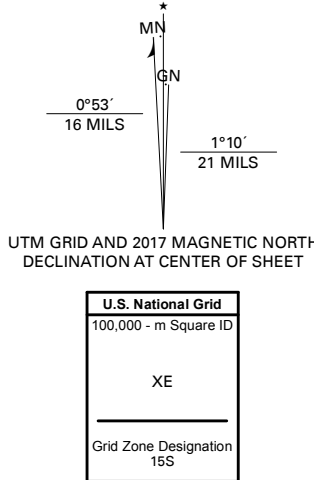 MN
GN
0°53´
16 MILS
1°10´
21 MILS
UTM GRID AND 2017 MAGNETIC NORTH
DECLINATION AT CENTER OF SHEET
U.S. National Grid
100,000 - m Square ID
XE
Grid Zone Designation
15S